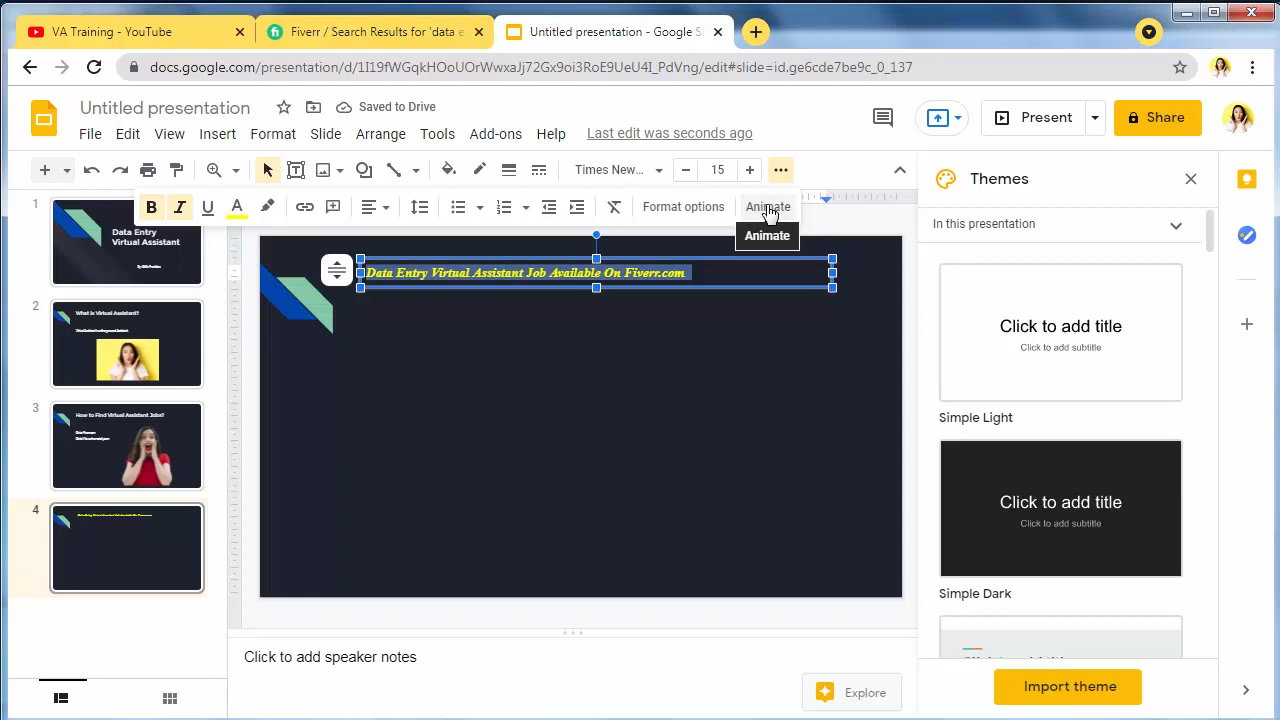 VA Training - YouTube
Fiverr / Search Results for 'd
Untitled presentation - Google Sl
docs.google.com/presentation/d/1I19fWGqkHOoUOrWwxaJj72Gx9oi3RoF9UeU4I_PdVng/edit#slide=id.ge6cde7be9c_0_137
Untitled presentation
Saved to Drive
Present
Share
File
Edit
View
Insert
Format
Slide
Arrange
Tools
Add-ons
Help
Last edit was seconds ago
Times New...
15
B
I
U
A
Format options
Animate
Animate
Themes
In this presentation
1
Data Entry
Virtual Assistant
2
What is Virtual Assistant?
3
How to Find Virtual Assistant Jobs?
4
Data Entry Virtual Assistant Job Available On Fiverr.com
Click to add title
Click to add subtitle
Simple Light
Click to add title
Click to add subtitle
Simple Dark
Click to add speaker notes
Explore
Import theme